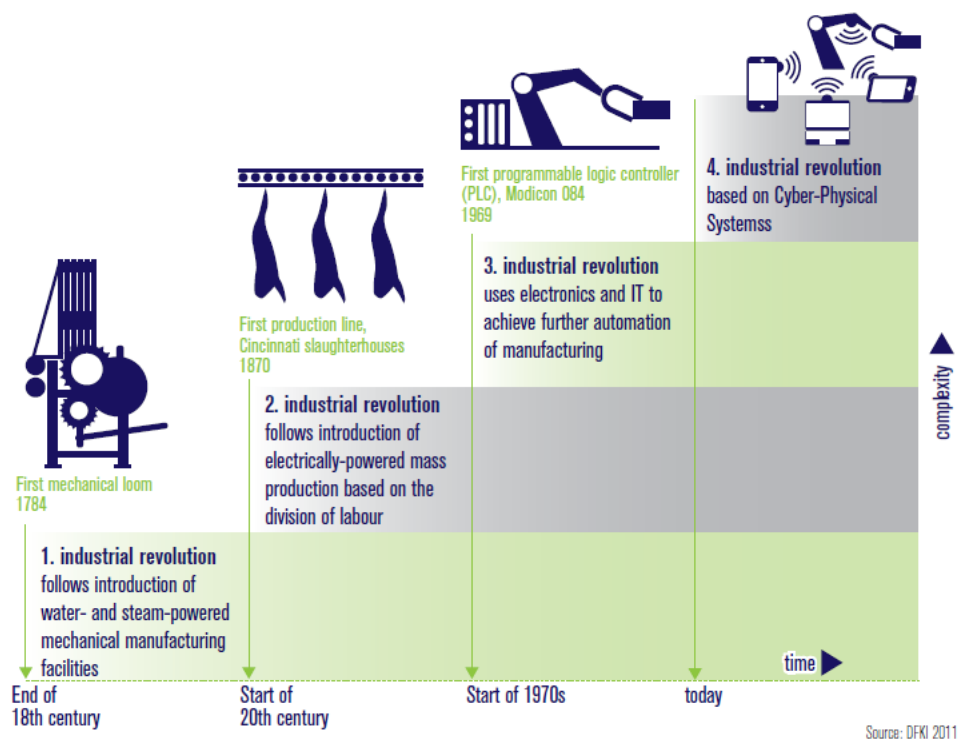 First programmable logic controller
(PLC), Modicon 084
1969
4. industrial revolution
based on Cyber-Physical
Systemss
3. industrial revolution
uses electronics and IT to
achieve further automation
of manufacturing
First production line,
Cincinnati slaughterhouses
1870
2. industrial revolution
follows introduction of
electrically-powered mass
production based on the
division of labour
First mechanical loom
1784
1. industrial revolution
follows introduction of
water- and steam-powered
mechanical manufacturing
facilities
complexity
time
End of
18th century
Start of
20th century
Start of 1970s
today
Source: DFKI 2011